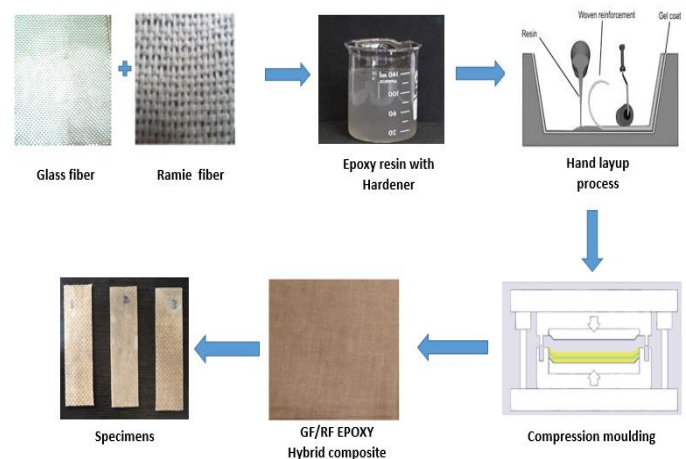 Glass fiber
Ramie fiber
Epoxy resin with
Hardener
Resin
Woven reinforcement
Gel coat
Hand layup
process
Specimens
GF/RF EPOXY
Hybrid composite
Compression moulding